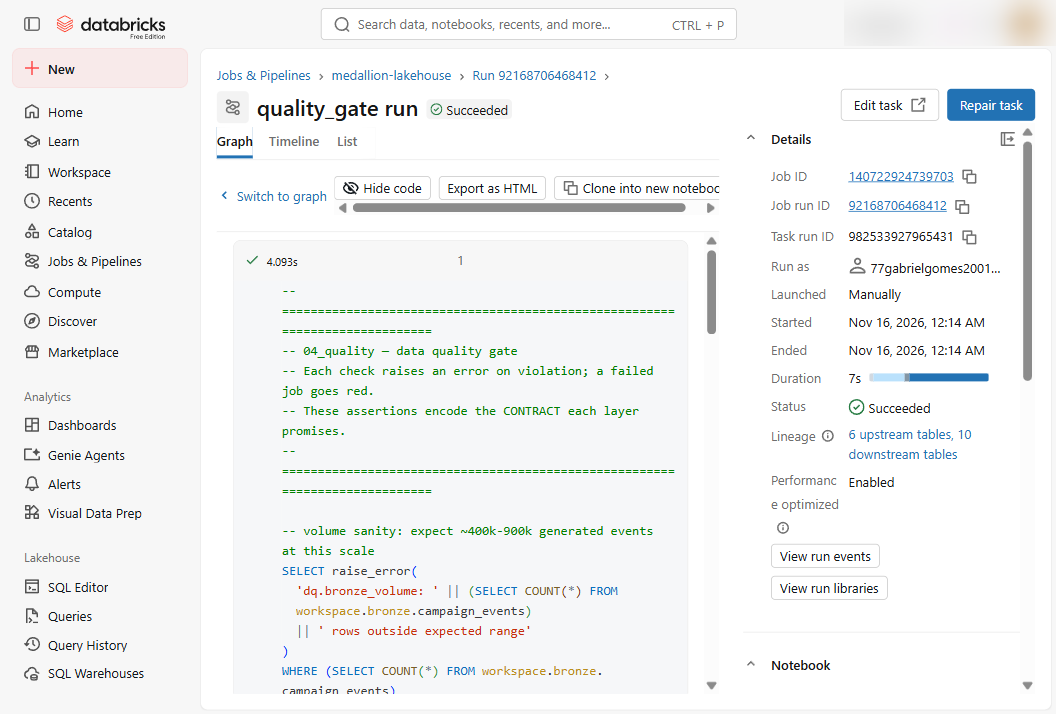 databricks
Free Edition
Search data, notebooks, recents, and more...
CTRL + P
New
Home
Learn
Workspace
Recents
Catalog
Jobs & Pipelines
Compute
Discover
Marketplace
Analytics
Dashboards
Genie Agents
Alerts
Visual Data Prep
Lakehouse
SQL Editor
Queries
Query History
SQL Warehouses
Jobs & Pipelines › medallion-lakehouse › Run 92168706468412 ›
quality_gate run
Succeeded
Edit task
Repair task
Graph
Timeline
List
Switch to graph
Hide code
Export as HTML
Clone into new noteboo
4.093s
1
--
=======================================================
=====================
-- 04_quality — data quality gate
-- Each check raises an error on violation; a failed
job goes red.
-- These assertions encode the CONTRACT each layer
promises.
--
=======================================================
=====================
-- volume sanity: expect ~400k-900k generated events
at this scale
SELECT raise_error(
'dq.bronze_volume: ' || (SELECT COUNT(*) FROM
workspace.bronze.campaign_events)
|| ' rows outside expected range'
)
WHERE (SELECT COUNT(*) FROM workspace.bronze.
campaign_events)
Details
Job ID
140722924739703
Job run ID
92168706468412
Task run ID
982533927965431
Run as
77gabrielgomes2001...
Launched
Manually
Started
Nov 16, 2026, 12:14 AM
Ended
Nov 16, 2026, 12:14 AM
Duration
7s
Status
Succeeded
Lineage
6 upstream tables, 10
downstream tables
Performanc
e optimized
Enabled
View run events
View run libraries
Notebook